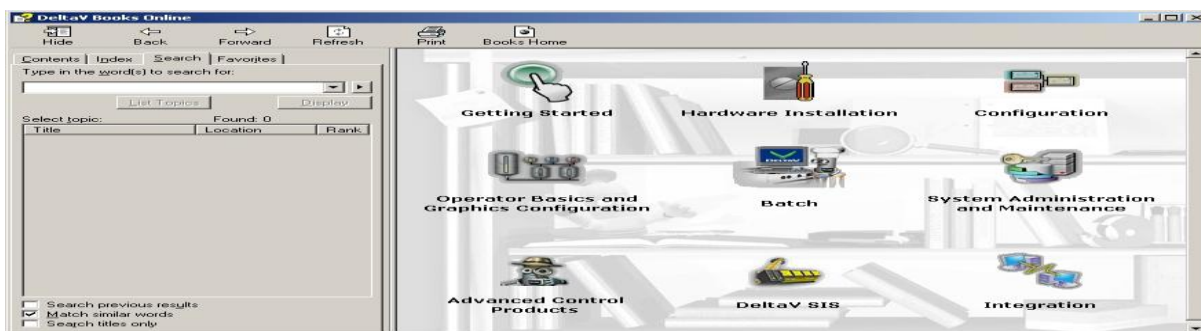 DeltaV Books Online
Hide Back Forward Refresh Print Books Home
Contents Index Search Favorites
Type in the word(s) to search for:
List Topics Display
Select topic: Found: 0
Title Location Rank
Search previous results
Match similar words
Search titles only
Getting Started Hardware Installation Configuration
Operator Basics and
Graphics Configuration
DeltaV
Batch
System Administration
and Maintenance
Advanced Control
Products
DeltaV SIS
Integration